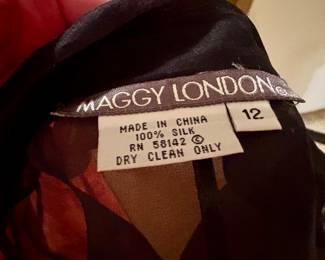 MAGGY LONDON®
12
MADE IN CHINA
100% SILK
RN 58142 ©
DRY CLEAN ONLY